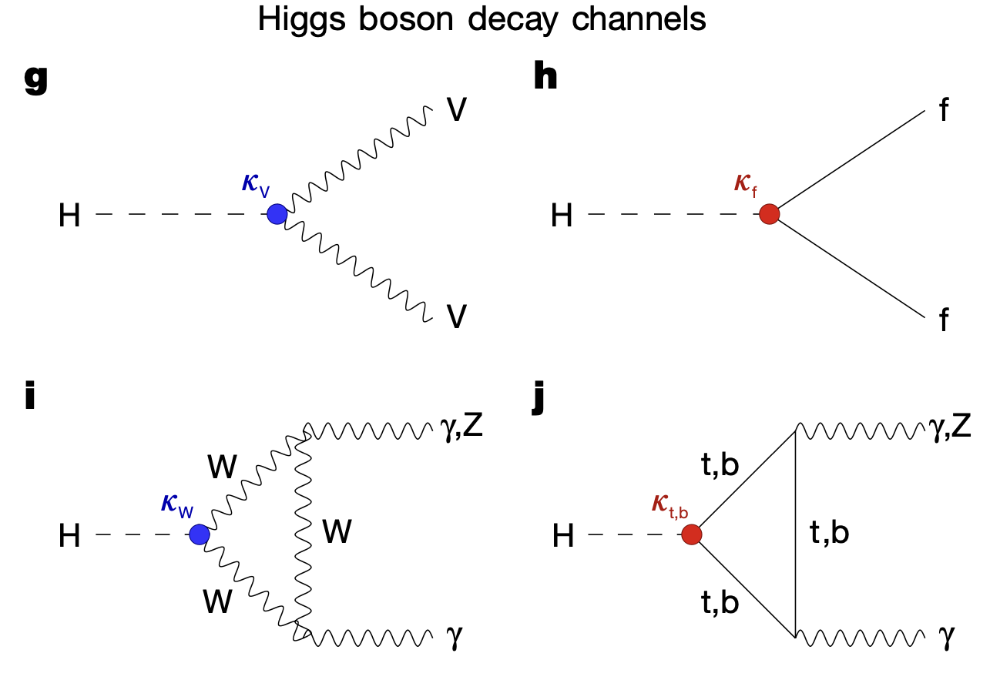 Higgs boson decay channels
g
V
κV
H
V
h
f
κf
H
f
i
γ,Z
W
κW
H
W
W
γ
j
γ,Z
t,b
κt,b
H
t,b
t,b
γ